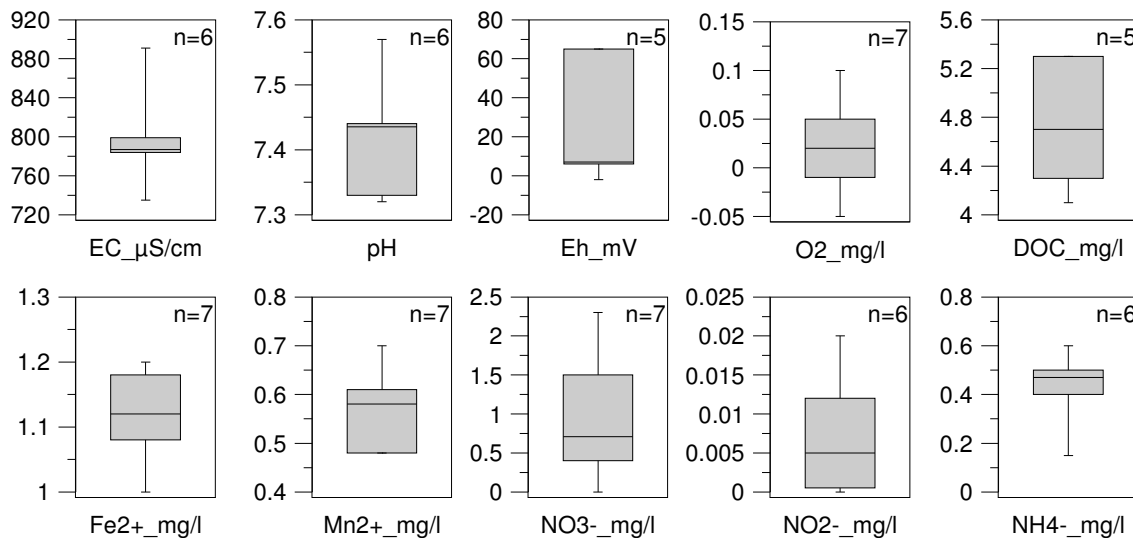 920
880
840
800
760
720
n=6
EC_µS/cm
7.6
7.5
7.4
7.3
n=6
pH
80
60
40
20
0
-20
n=5
Eh_mV
0.15
0.1
0.05
0
-0.05
n=7
O2_mg/l
5.6
5.2
4.8
4.4
4
n=5
DOC_mg/l
1.3
1.2
1.1
1
n=7
Fe2+_mg/l
0.8
0.7
0.6
0.5
0.4
n=7
Mn2+_mg/l
2.5
2
1.5
1
0.5
0
n=7
NO3-_mg/l
0.025
0.02
0.015
0.01
0.005
0
n=6
NO2-_mg/l
0.8
0.6
0.4
0.2
0
n=6
NH4-_mg/l